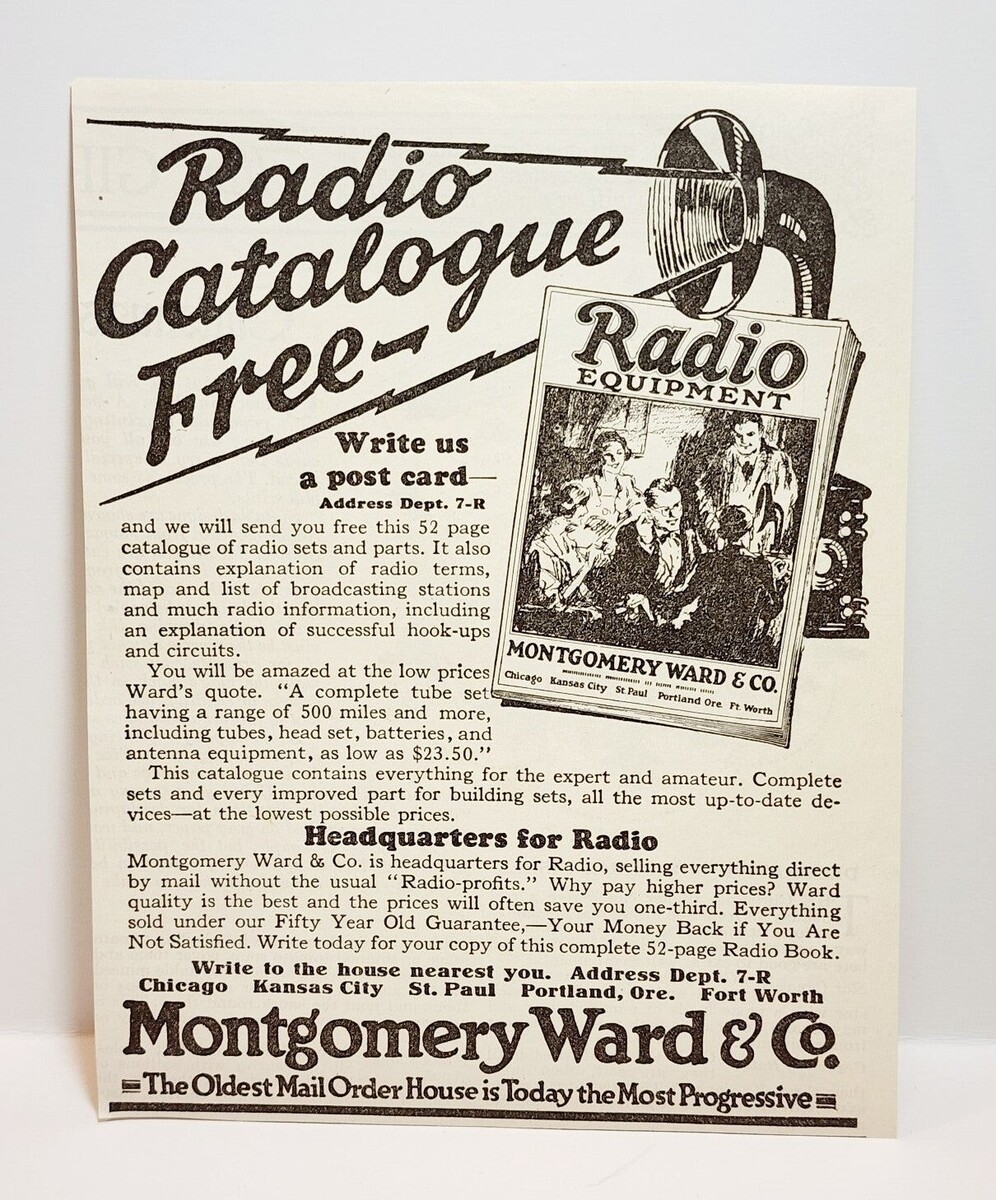 Radio
Catalogue
Free-
Radio
EQUIPMENT
MONTGOMERY WARD & CO.
Chicago Kansas City St Paul Portland Ore. Ft. Worth
Write us
a post card—
Address Dept. 7-R
and we will send you free this 52 page
catalogue of radio sets and parts. It also
contains explanation of radio terms,
map and list of broadcasting stations
and much radio information, including
an explanation of successful hook-ups
and circuits.
You will be amazed at the low prices
Ward's quote. "A complete tube set
having a range of 500 miles and more,
including tubes, head set, batteries, and
antenna equipment, as low as $23.50."
This catalogue contains everything for the expert and amateur. Complete
sets and every improved part for building sets, all the most up-to-date de-
vices—at the lowest possible prices.
Headquarters for Radio
Montgomery Ward & Co. is headquarters for Radio, selling everything direct
by mail without the usual "Radio-profits." Why pay higher prices? Ward
quality is the best and the prices will often save you one-third. Everything
sold under our Fifty Year Old Guarantee,—Your Money Back if You Are
Not Satisfied. Write today for your copy of this complete 52-page Radio Book.
Write to the house nearest you. Address Dept. 7-R
Chicago Kansas City St. Paul Portland, Ore. Fort Worth
Montgomery Ward & Co.
The Oldest Mail Order House is Today the Most Progressive